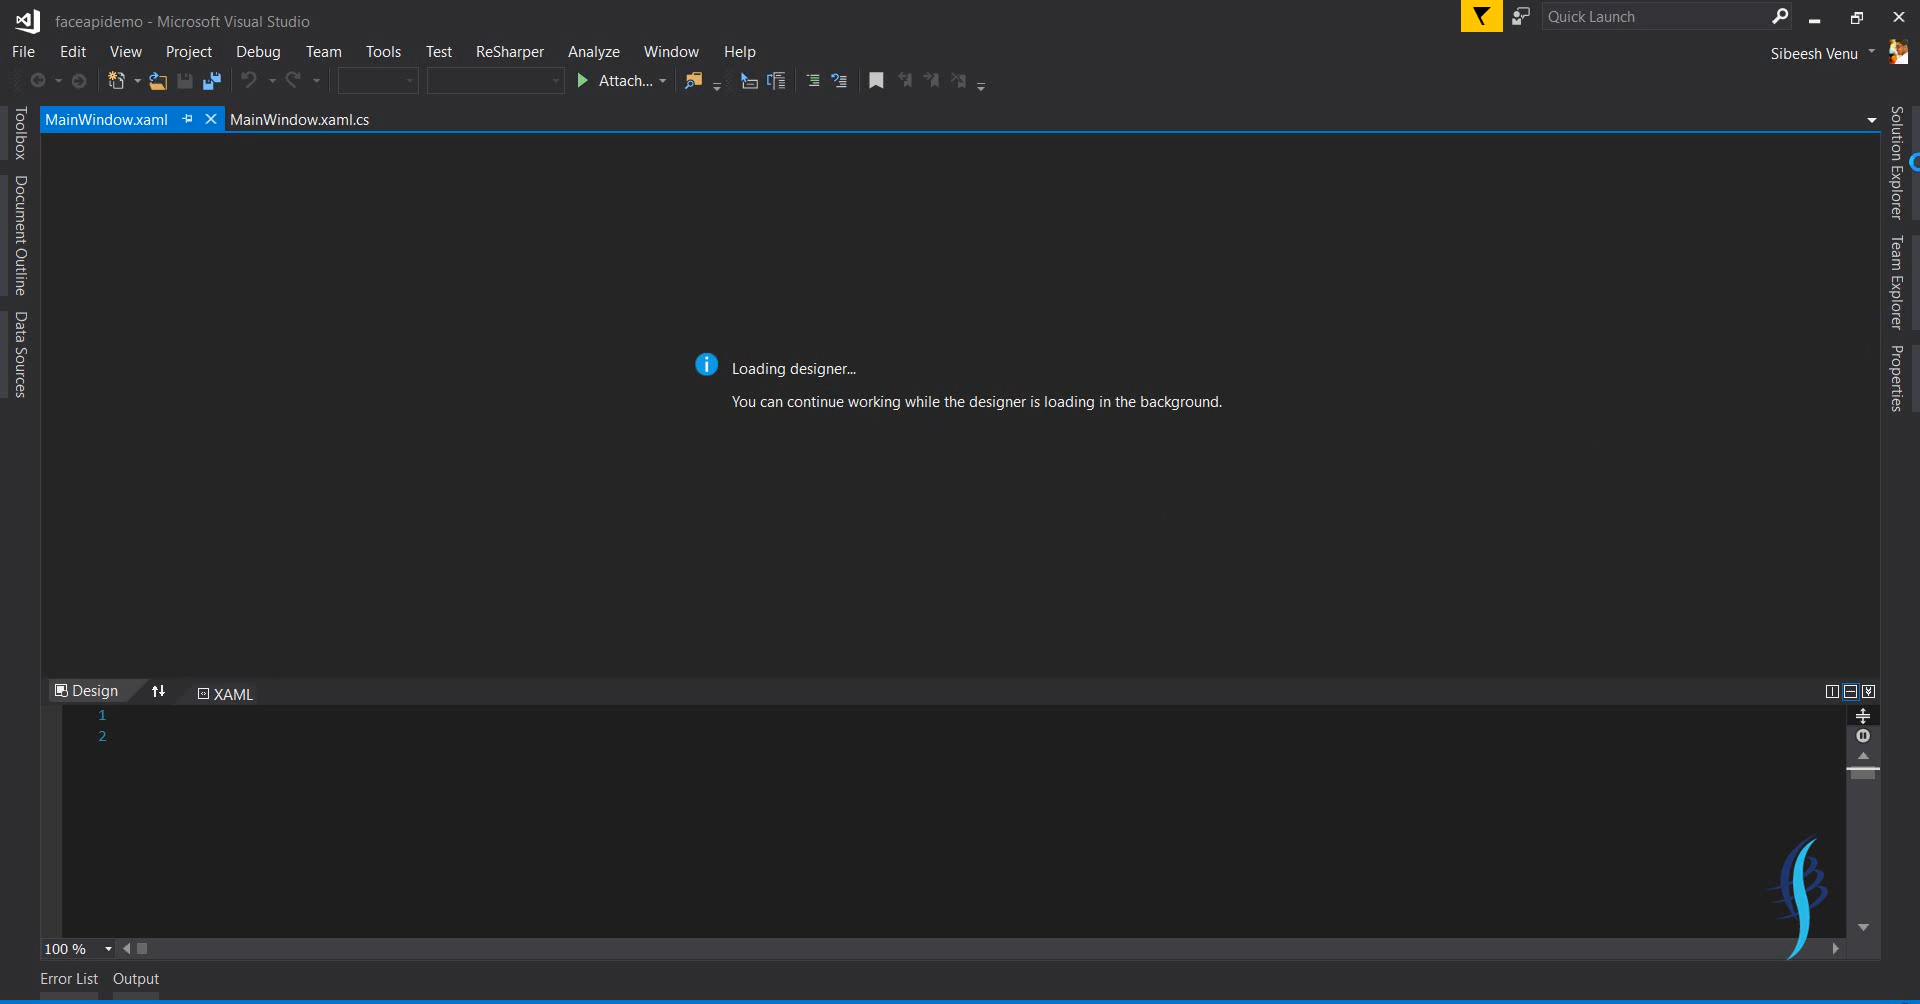 faceapidemo - Microsoft Visual Studio
Quick Launch
File Edit View Project Debug Team Tools Test ReSharper Analyze Window Help
Sibeesh Venu
Attach...
MainWindow.xaml
MainWindow.xaml.cs
Toolbox
Document Outline
Data Sources
Solution Explorer
Team Explorer
Properties
Loading designer...
You can continue working while the designer is loading in the background.
Design
XAML
1
2
100 %
Error List Output